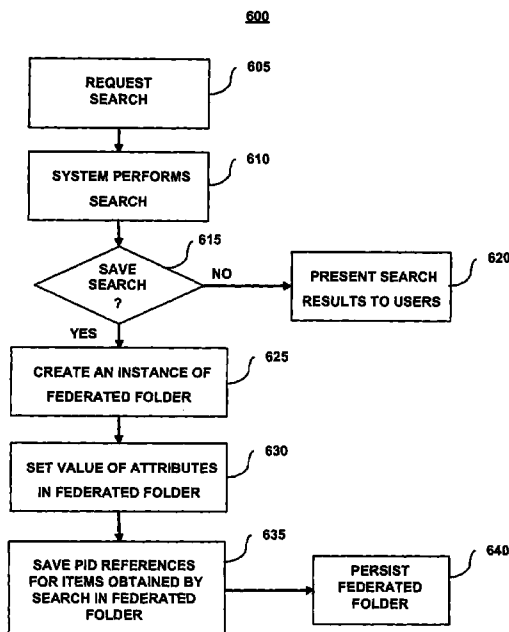 600
REQUEST
SEARCH
605
SYSTEM PERFORMS
SEARCH
610
SAVE
SEARCH
?
615
NO
YES
PRESENT SEARCH
RESULTS TO USERS
620
CREATE AN INSTANCE OF
FEDERATED FOLDER
625
SET VALUE OF ATTRIBUTES
IN FEDERATED FOLDER
630
SAVE PID REFERENCES
FOR ITEMS OBTAINED BY
SEARCH IN FEDERATED
FOLDER
635
PERSIST
FEDERATED
FOLDER
640